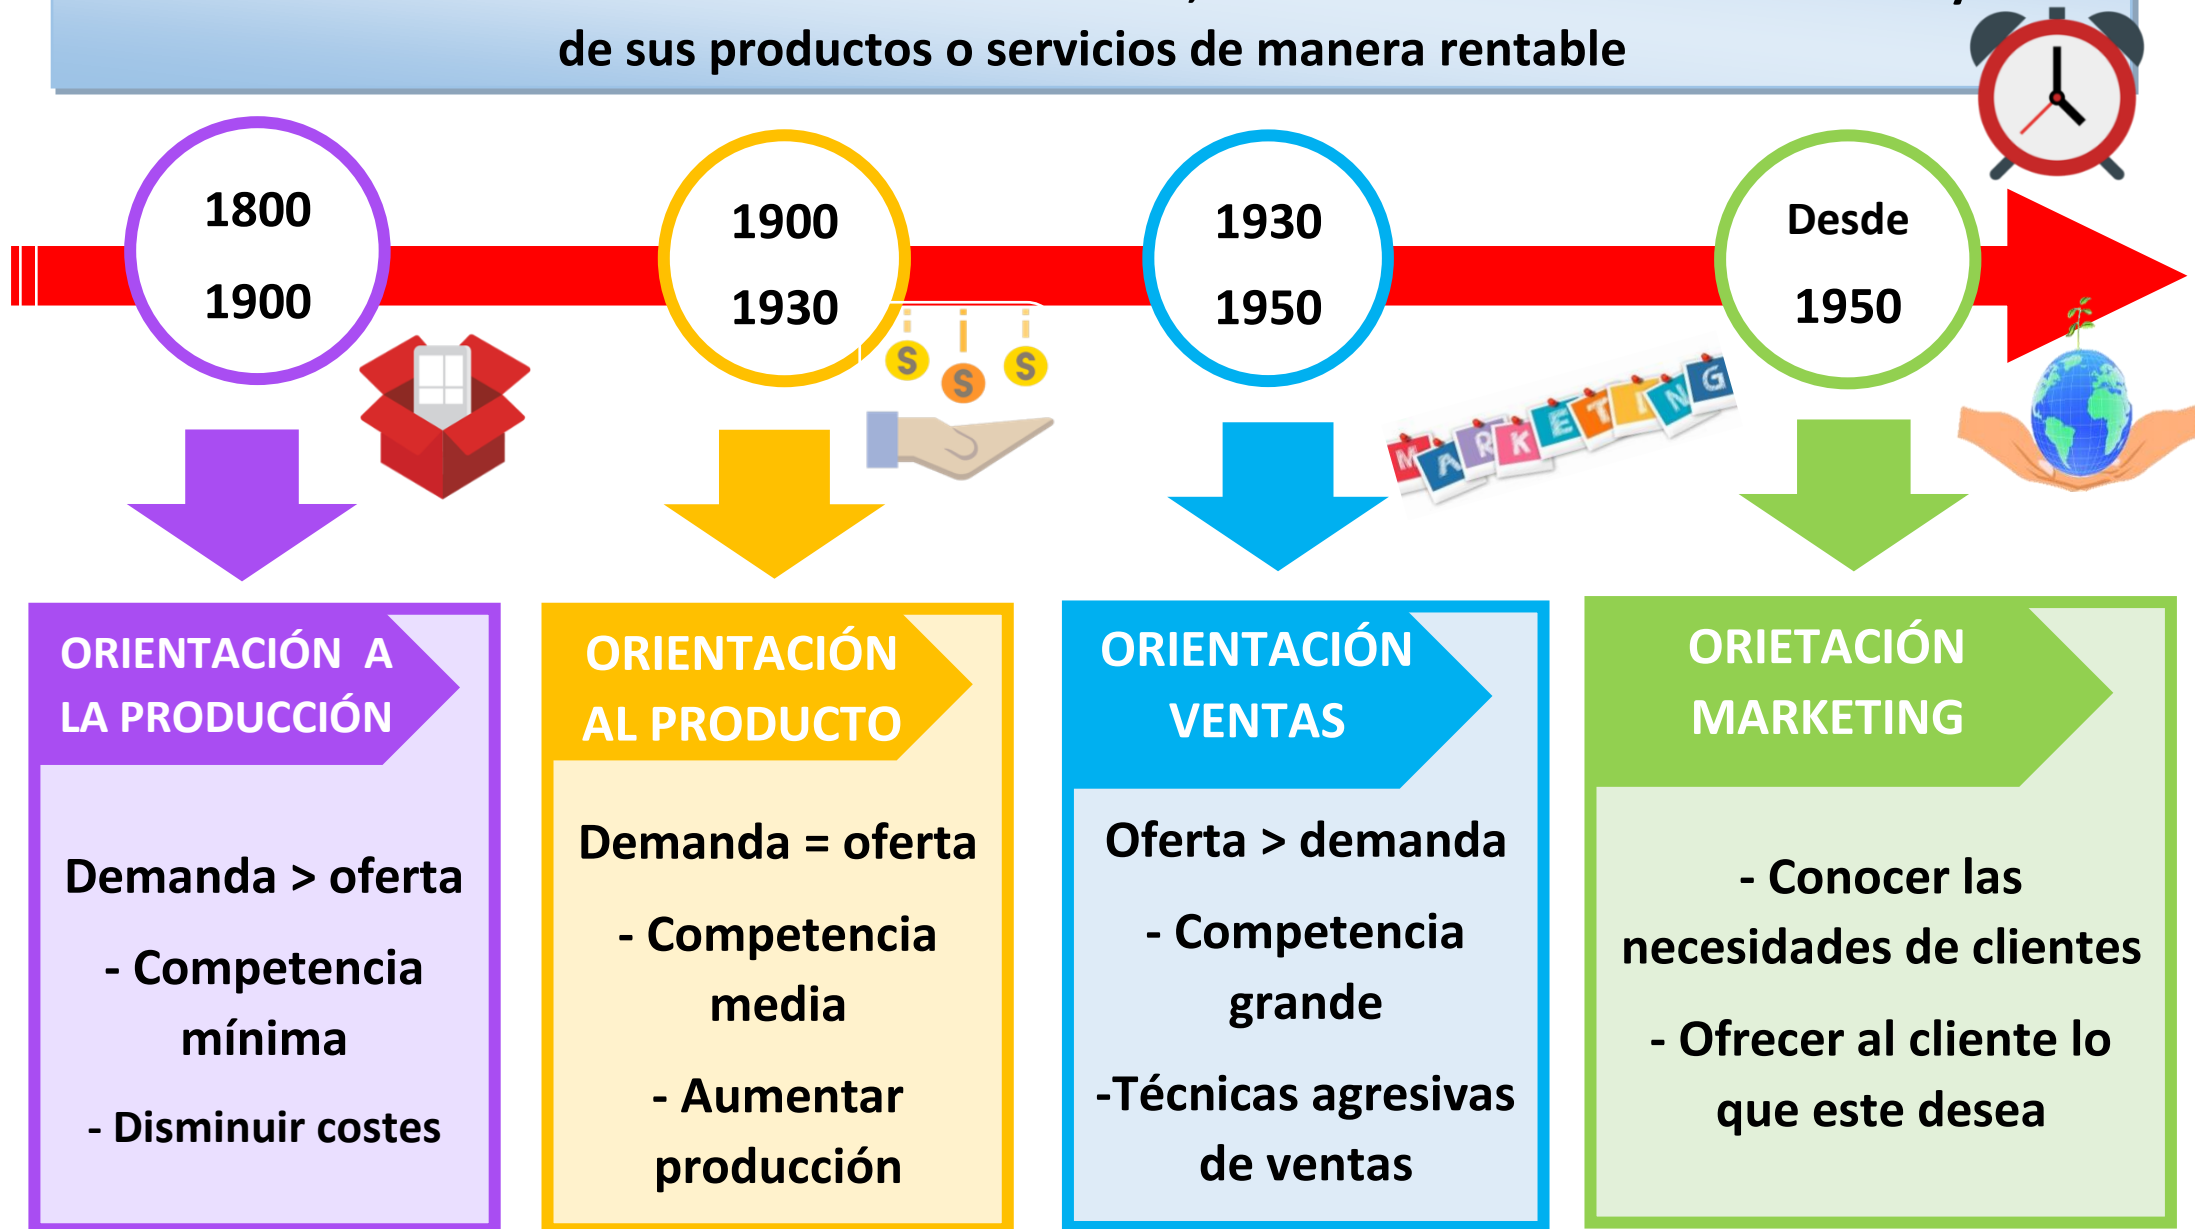 de sus productos o servicios de manera rentable
1800
1900
1900
1930
1930
1950
Desde
1950
S S S
MARKETING
ORIENTACIÓN A
LA PRODUCCIÓN
Demanda > oferta
- Competencia
mínima
- Disminuir costes
ORIENTACIÓN
AL PRODUCTO
Demanda = oferta
- Competencia
media
- Aumentar
producción
ORIENTACIÓN
VENTAS
Oferta > demanda
- Competencia
grande
-Técnicas agresivas
de ventas
ORIETACIÓN
MARKETING
- Conocer las
necesidades de clientes
- Ofrecer al cliente lo
que este desea